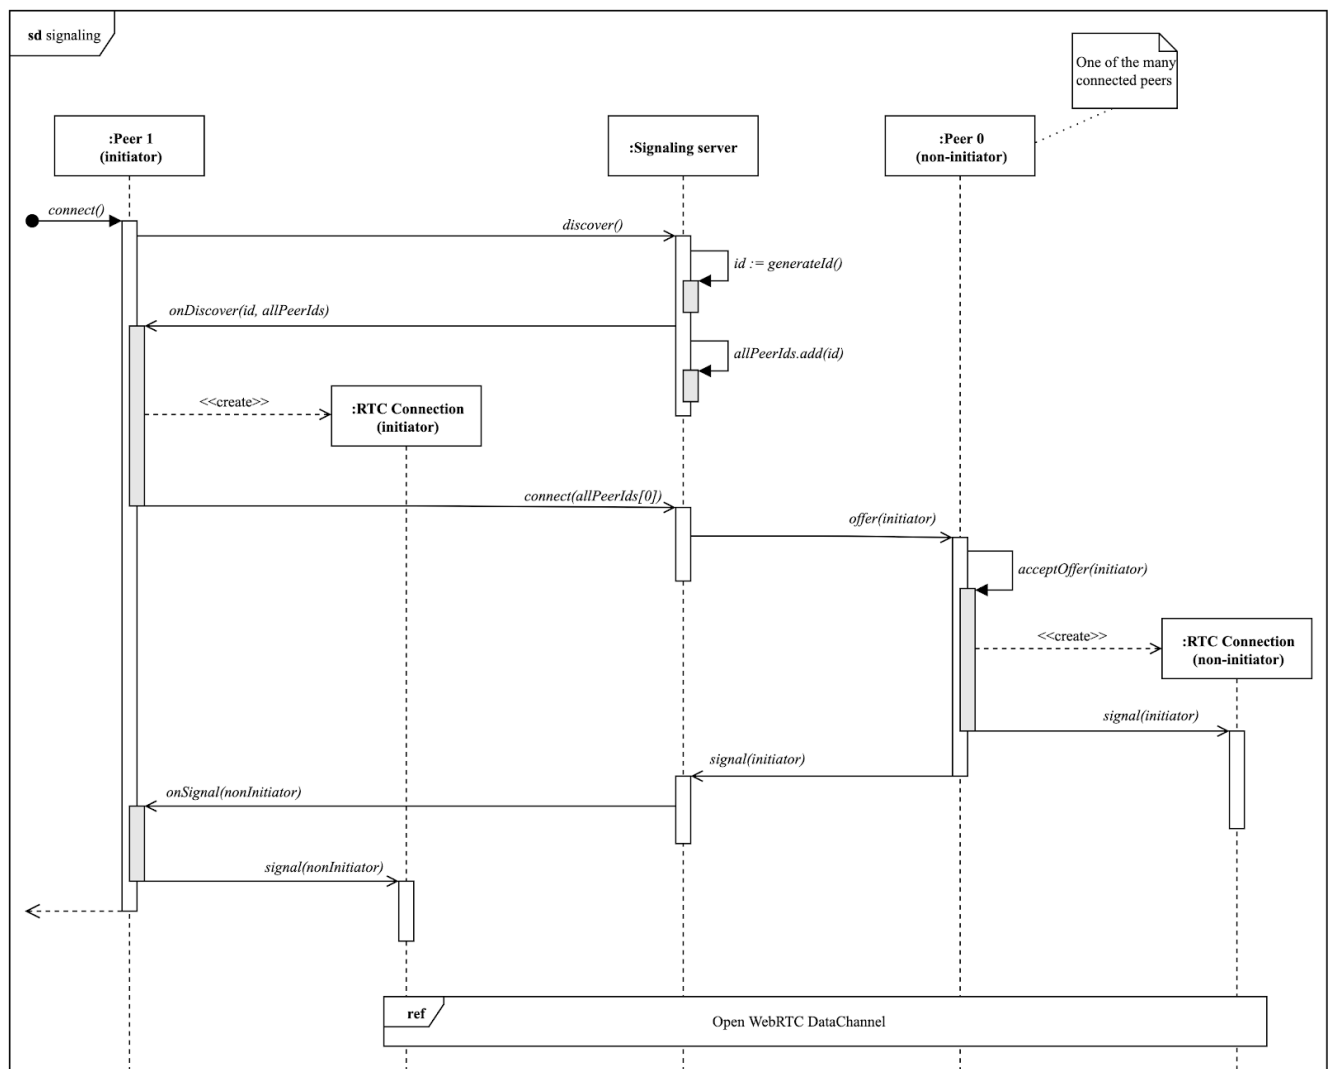 sd signaling
One of the many
connected peers
:Peer 1
(initiator)
:Signaling server
:Peer 0
(non-initiator)
connect()
discover()
id := generateId()
onDiscover(id, allPeerIds)
allPeerIds.add(id)
<<create>>
:RTC Connection
(initiator)
connect(allPeerIds[0])
offer(initiator)
acceptOffer(initiator)
<<create>>
:RTC Connection
(non-initiator)
signal(initiator)
signal(initiator)
onSignal(nonInitiator)
signal(nonInitiator)
ref
Open WebRTC DataChannel